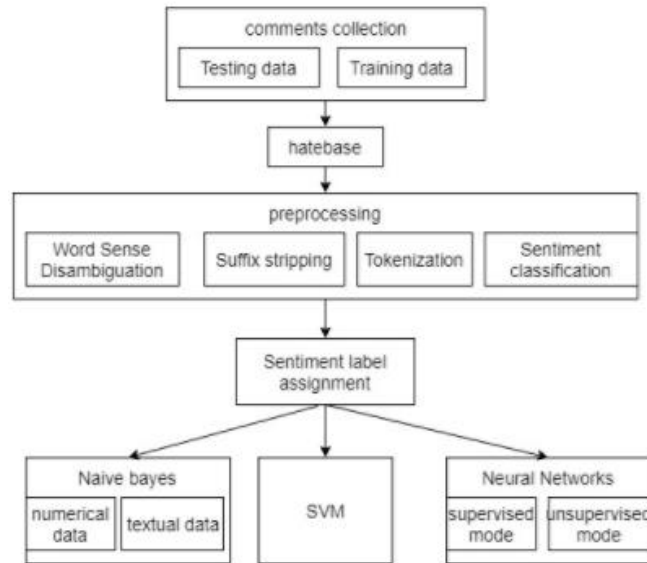 comments collection
Testing data
Training data
hatebase
preprocessing
Word Sense
Disambiguation
Suffix stripping
Tokenization
Sentiment
classification
Sentiment label
assignment
Naive bayes
numerical
data
textual data
SVM
Neural Networks
supervised
mode
unsupervised
mode